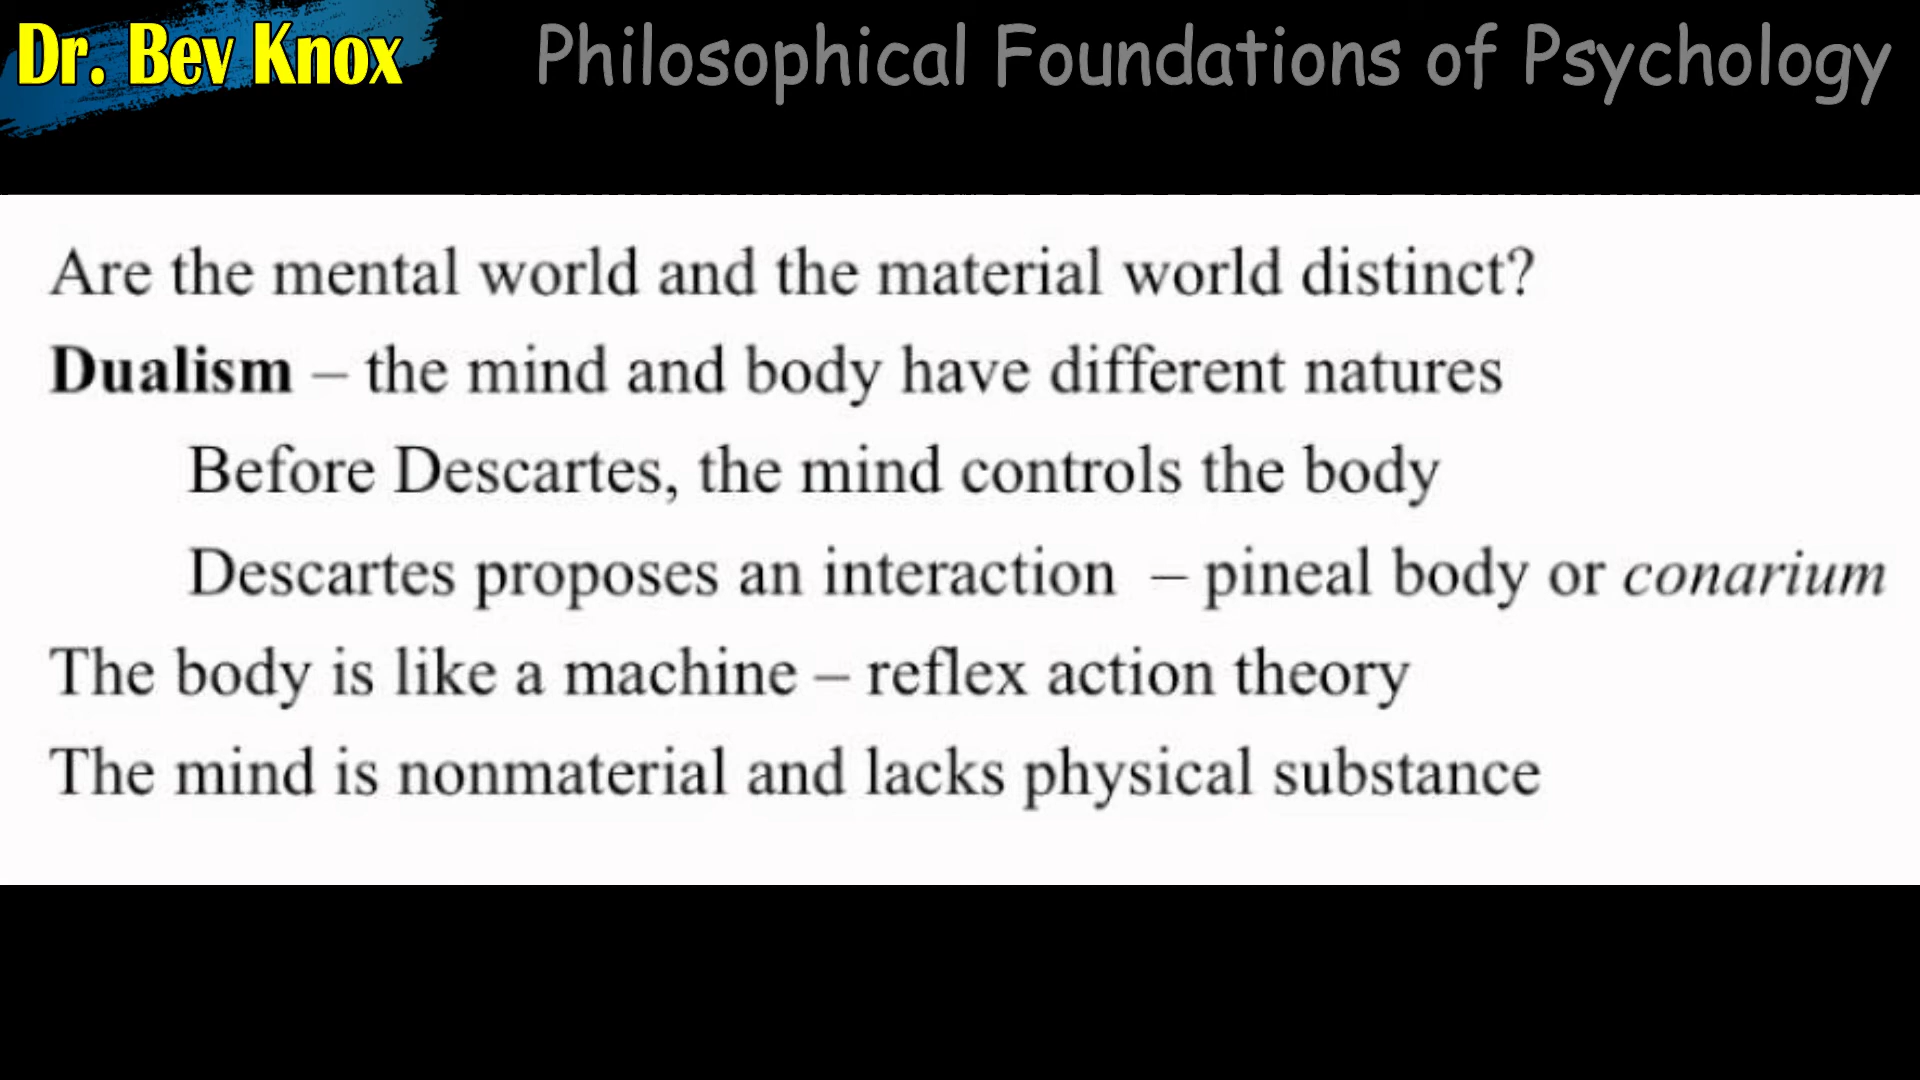 Dr. Bev Knox
Philosophical Foundations of Psychology
Are the mental world and the material world distinct?
Dualism – the mind and body have different natures
Before Descartes, the mind controls the body
Descartes proposes an interaction – pineal body or conarium
The body is like a machine – reflex action theory
The mind is nonmaterial and lacks physical substance